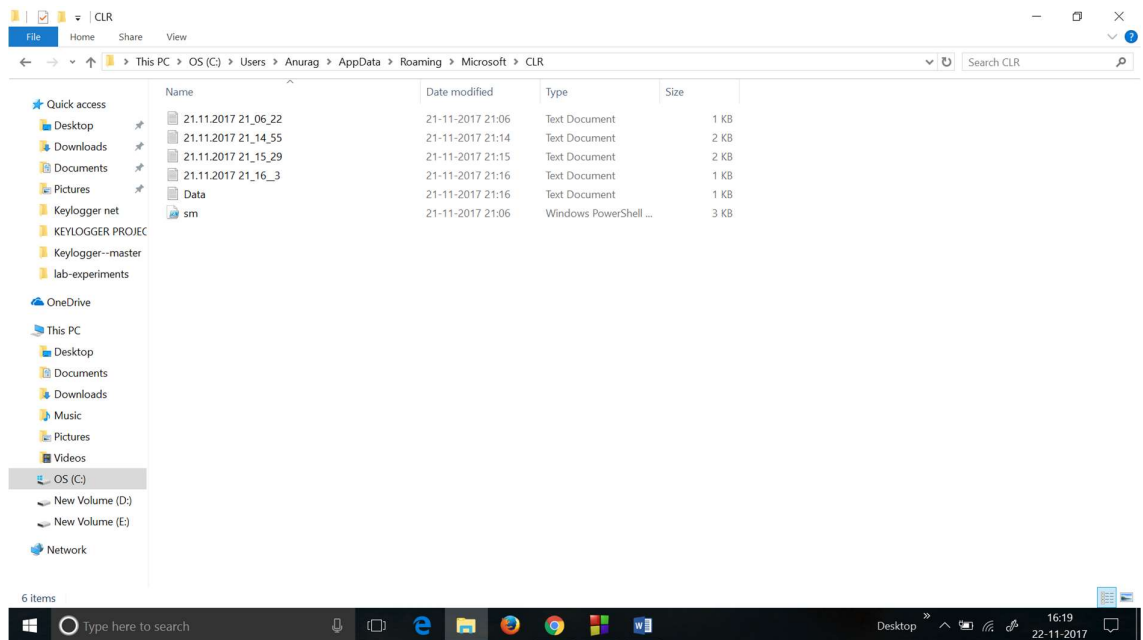 CLR
File Home Share View
This PC > OS (C:) > Users > Anurag > AppData > Roaming > Microsoft > CLR
Search CLR
Name Date modified Type Size
21.11.2017 21_06_22 21-11-2017 21:06 Text Document 1 KB
21.11.2017 21_14_55 21-11-2017 21:14 Text Document 2 KB
21.11.2017 21_15_29 21-11-2017 21:15 Text Document 2 KB
21.11.2017 21_16__3 21-11-2017 21:16 Text Document 1 KB
Data 21-11-2017 21:16 Text Document 1 KB
sm 21-11-2017 21:06 Windows PowerShell ... 3 KB
Quick access
Desktop
Downloads
Documents
Pictures
Keylogger net
KEYLOGGER PROJEC
Keylogger--master
lab-experiments
OneDrive
This PC
Desktop
Documents
Downloads
Music
Pictures
Videos
OS (C:)
New Volume (D:)
New Volume (E:)
Network
6 items
Type here to search
Desktop
16:19
22-11-2017